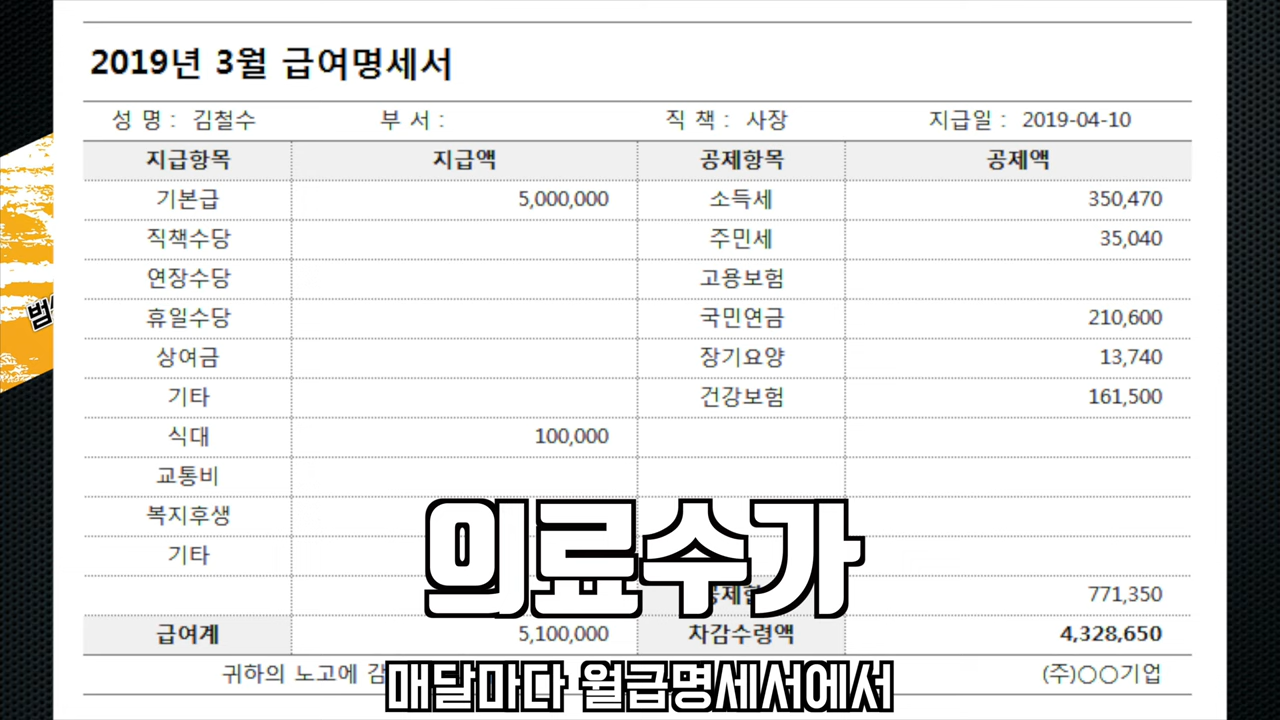 2019년 3월 급여명세서
성 명 : 김철수 부 서 : 직 책 : 사장 지급일 : 2019-04-10
지급항목 지급액 공제항목 공제액
기본급 5,000,000 소득세 350,470
직책수당 주민세 35,040
연장수당 고용보험
휴일수당 국민연금 210,600
상여금 장기요양 13,740
기타 건강보험 161,500
식대 100,000
교통비
복지후생
기타
의료수가
771,350
급여계 5,100,000 차감수령액 4,328,650
귀하의 노고에 (주)○○기업
매달마다 월급명세서에서